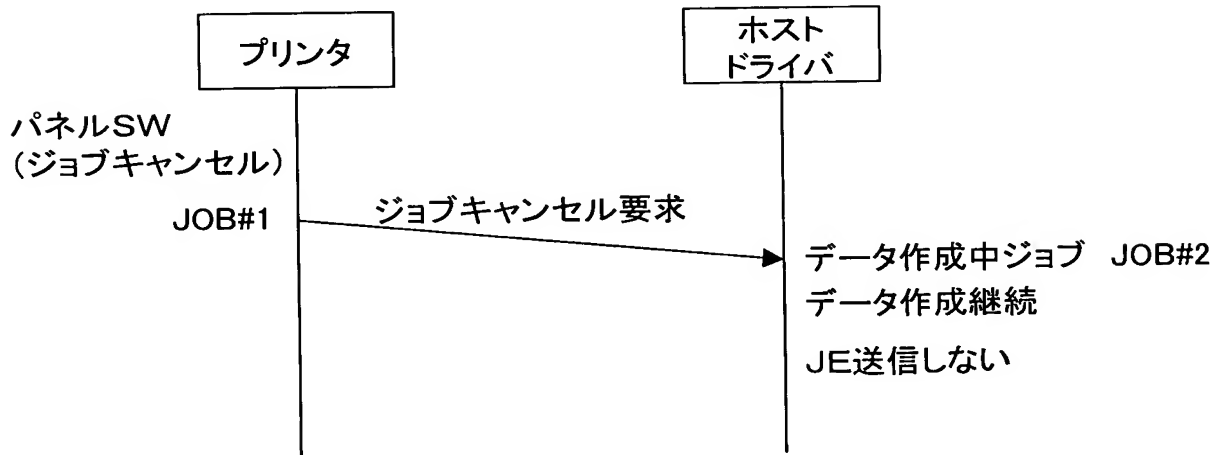 プリンタ
ホスト
ドライバ
パネルSW
(ジョブキャンセル)
JOB#1
ジョブキャンセル要求
データ作成中ジョブ JOB#2
データ作成継続
JE送信しない